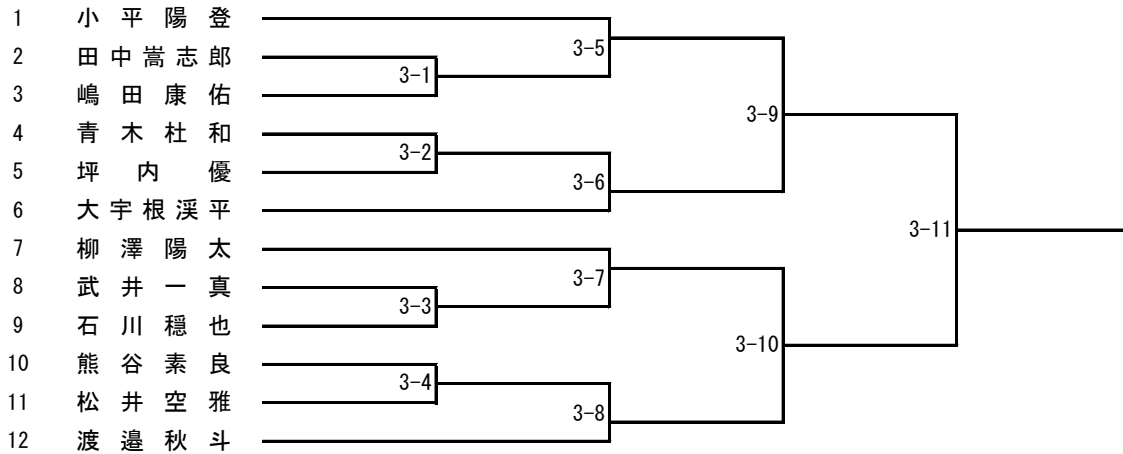 1 小平陽登
3-5
2 田中嵩志郎
3-1
3 嶋田康佑
3-9
4 青木杜和
3-2
5 坪内優
3-6
6 大宇根渓平
3-11
7 柳澤陽太
3-7
8 武井一真
3-3
9 石川穏也
3-10
10 熊谷素良
3-4
11 松井空雅
3-8
12 渡邉秋斗